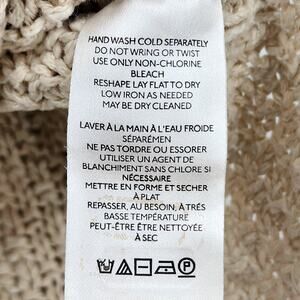 HAND WASH COLD SEPARATELY
DO NOT WRING OR TWIST
USE ONLY NON-CHLORINE
BLEACH
RESHAPE LAY FLAT TO DRY
LOW IRON AS NEEDED
MAY BE DRY CLEANED
LAVER À LA MAIN À L'EAU FROIDE
SÉPARÉMEN
NE PAS TORDRE OU ESSORER
UTILISER UN AGENT DE
BLANCHIMENT SANS CHLORE SI
NÉCESSAIRE
METTRE EN FORME ET SECHER
À PLAT
REPASSER, AU BESOIN, À TRÉS
BASSE TEMPÉRATURE
PEUT-ÊTRE ÊTRE NETTOYÉE
À SEC